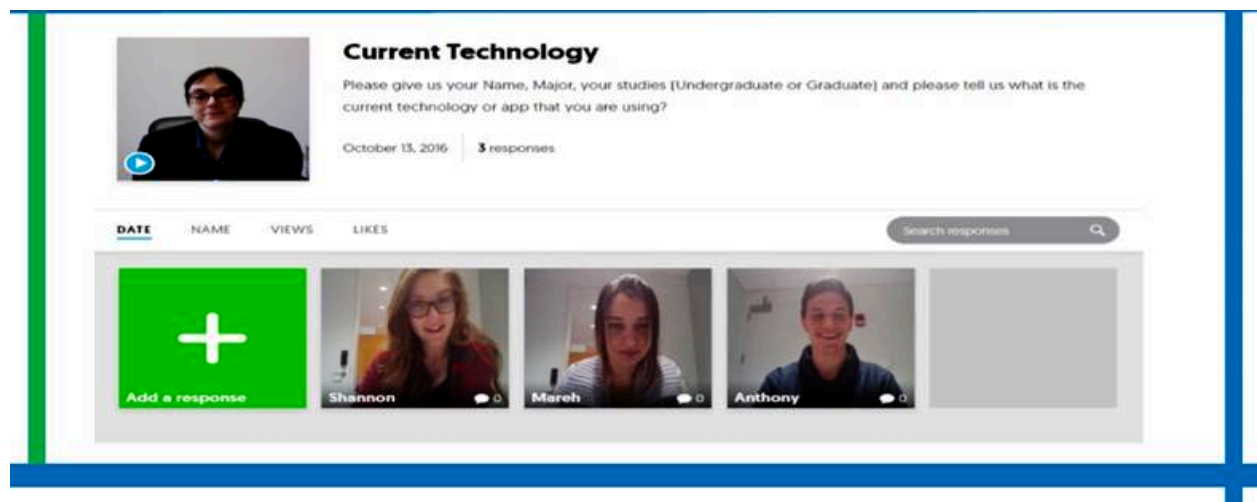 Current Technology
Please give us your Name, Major, your studies (Undergraduate or Graduate) and please tell us what is the
current technology or app that you are using?
October 13, 2016 3 responses
DATE NAME VIEWS LIKES Search responses
Add a response Shannon 0 Mareh 0 Anthony 0